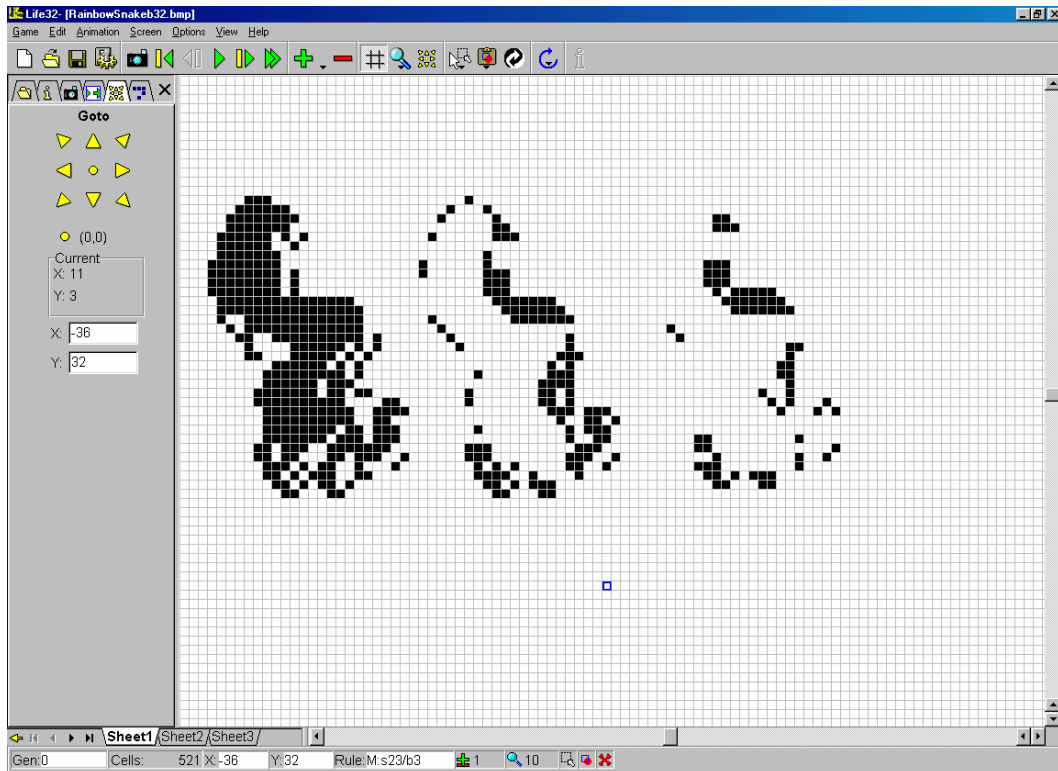 Life32- [RainbowSnakeb32.bmp]
Game Edit Animation Screen Options View Help
Goto
(0,0)
Current
X: 11
Y: 3
X: -36
Y: 32
Sheet1 Sheet2 Sheet3
Gen:0 Cells: 521 X:-36 Y:32 Rule: M:s23/b3 1 10